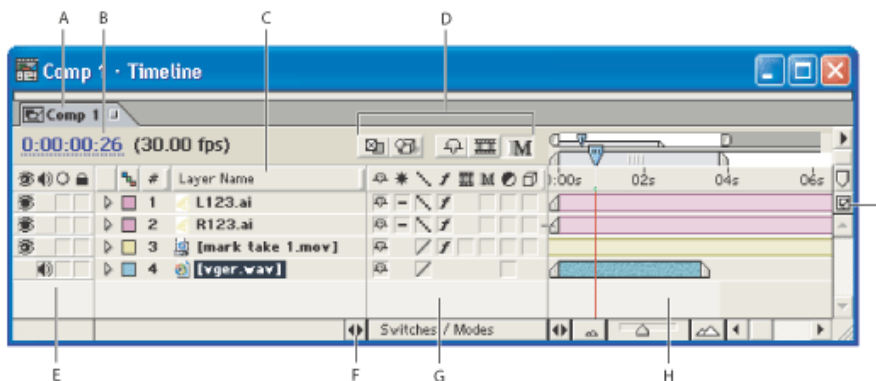 A B C D
Comp 1 · Timeline
Comp 1
0:00:00:26 (30.00 fps) M
# Layer Name M :00s 02s 04s 06s
1 L123.ai
2 R123.ai
3 [mark take 1.mov]
4 [vger.wav]
Switches / Modes
E F G H